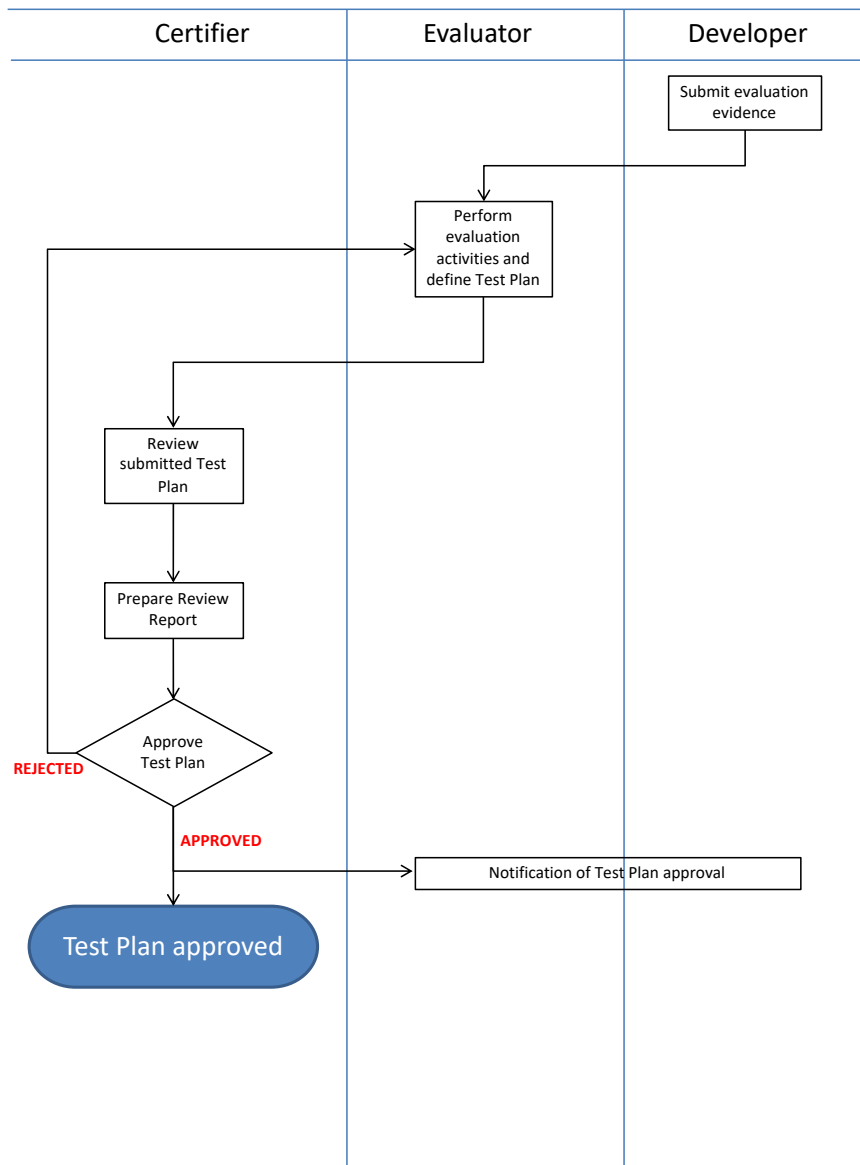 Certifier
Evaluator
Developer
Submit evaluation
evidence
Perform
evaluation
activities and
define Test Plan
Review
submitted Test
Plan
Prepare Review
Report
Approve
Test Plan
REJECTED
APPROVED
Notification of Test Plan approval
Test Plan approved